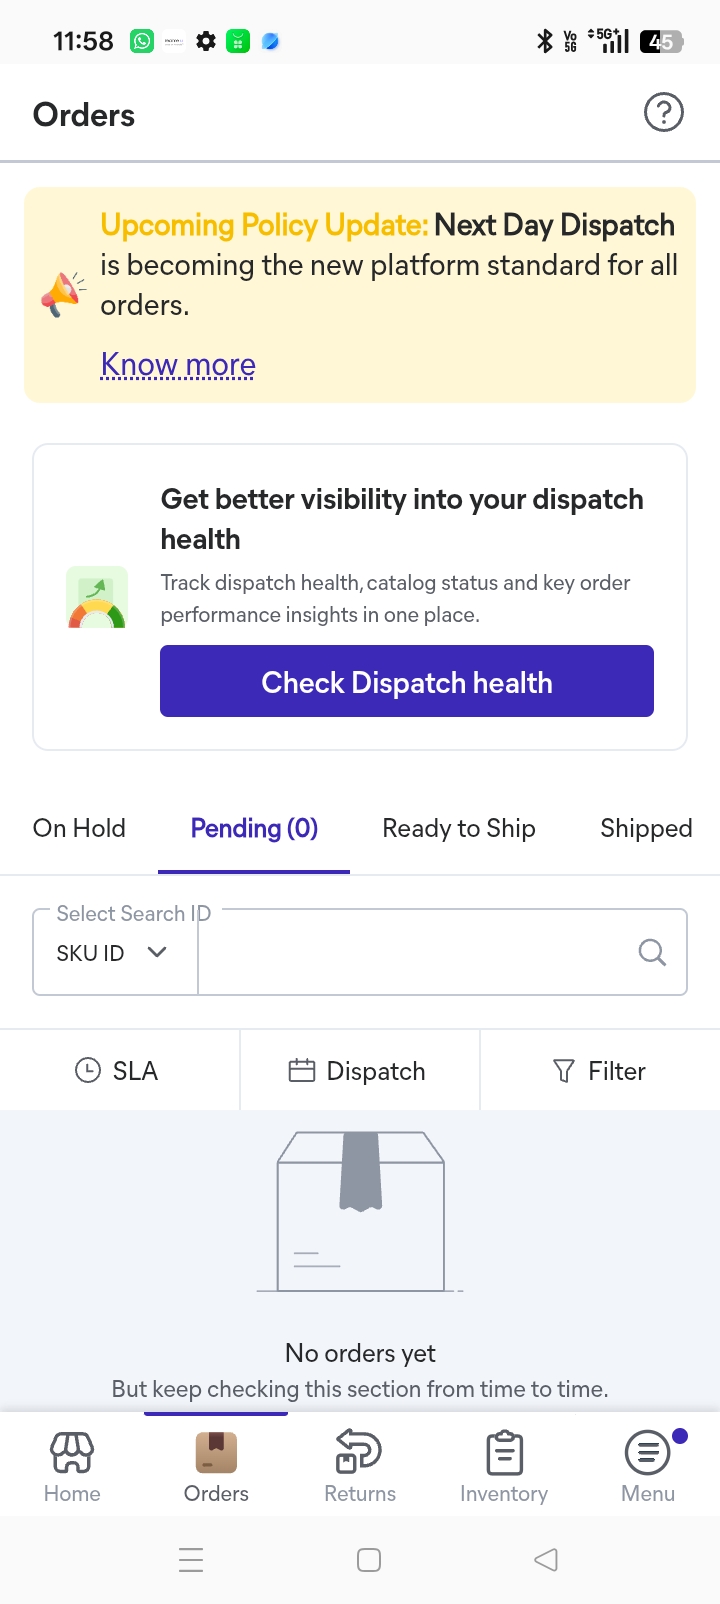 11:58
Vo
5G
5G+
45
Orders
Upcoming Policy Update: Next Day Dispatch
is becoming the new platform standard for all
orders.
Know more
Get better visibility into your dispatch
health
Track dispatch health, catalog status and key order
performance insights in one place.
Check Dispatch health
On Hold
Pending (0)
Ready to Ship
Shipped
Select Search ID
SKU ID
SLA
Dispatch
Filter
No orders yet
But keep checking this section from time to time.
Home
Orders
Returns
Inventory
Menu